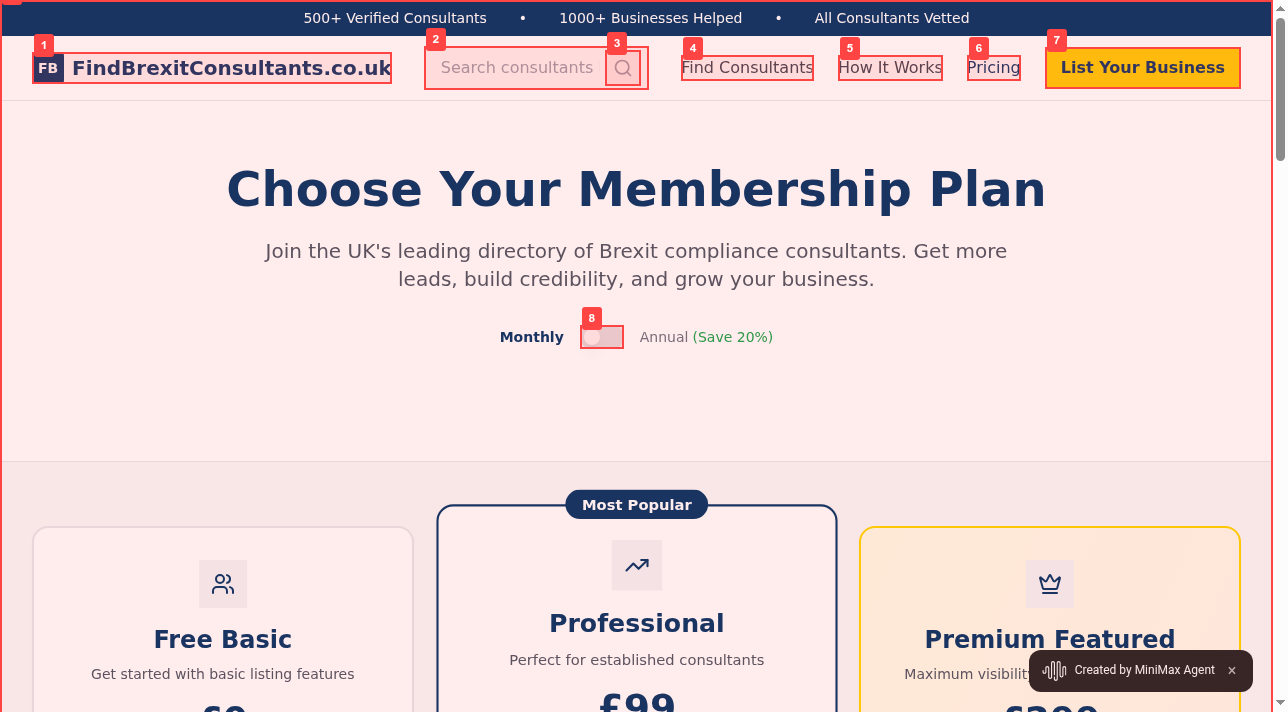 500+ Verified Consultants • 1000+ Businesses Helped • All Consultants Vetted
1 2 3 4 5 6 7
FB FindBrexitConsultants.co.uk Search consultants Find Consultants How It Works Pricing List Your Business
Choose Your Membership Plan
Join the UK's leading directory of Brexit compliance consultants. Get more
leads, build credibility, and grow your business.
8
Monthly Annual (Save 20%)
Most Popular
Free Basic
Get started with basic listing features
£0
Professional
Perfect for established consultants
£99
Premium Featured
Maximum visibility
Created by MiniMax Agent ×